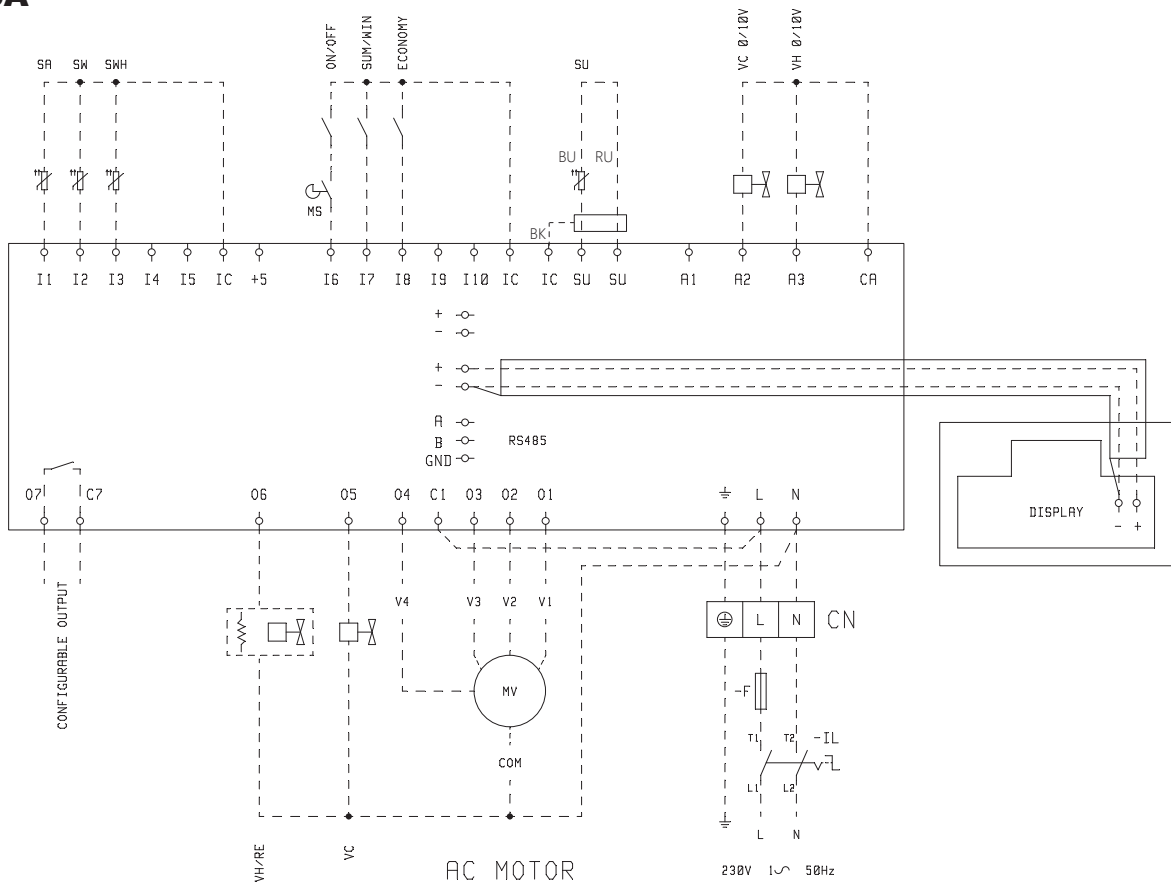 SA SW SWH
ON/OFF
SUM/WIN
ECONOMY
SU
VC 0/10V
VH 0/10V
BU RU
MS
BK
I1 I2 I3 I4 I5 IC +5 I6 I7 I8 I9 I10 IC IC SU SU A1 A2 A3 CA
+
-
+
-
A
B RS485
GND
O7 C7 O6 O5 O4 C1 O3 O2 O1 L N
DISPLAY
- +
CONFIGURABLE OUTPUT
V4 V3 V2 V1
L N CN
MV
-F
T1 T2 -IL
COM
L1 L2
L N
VH/RE
VC
AC MOTOR
230V 1~ 50Hz